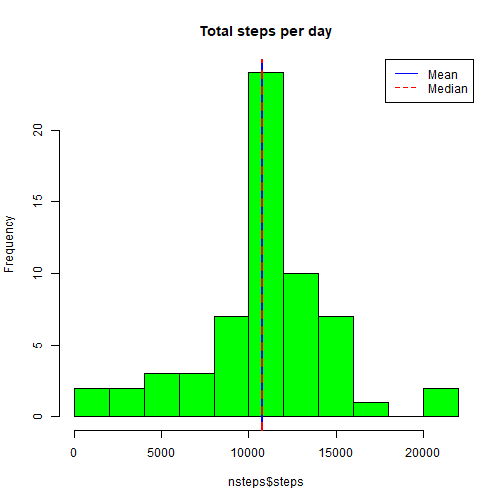 Total steps per day
Mean
Median
Frequency
20
15
10
5
0
0 5000 10000 15000 20000
nsteps$steps